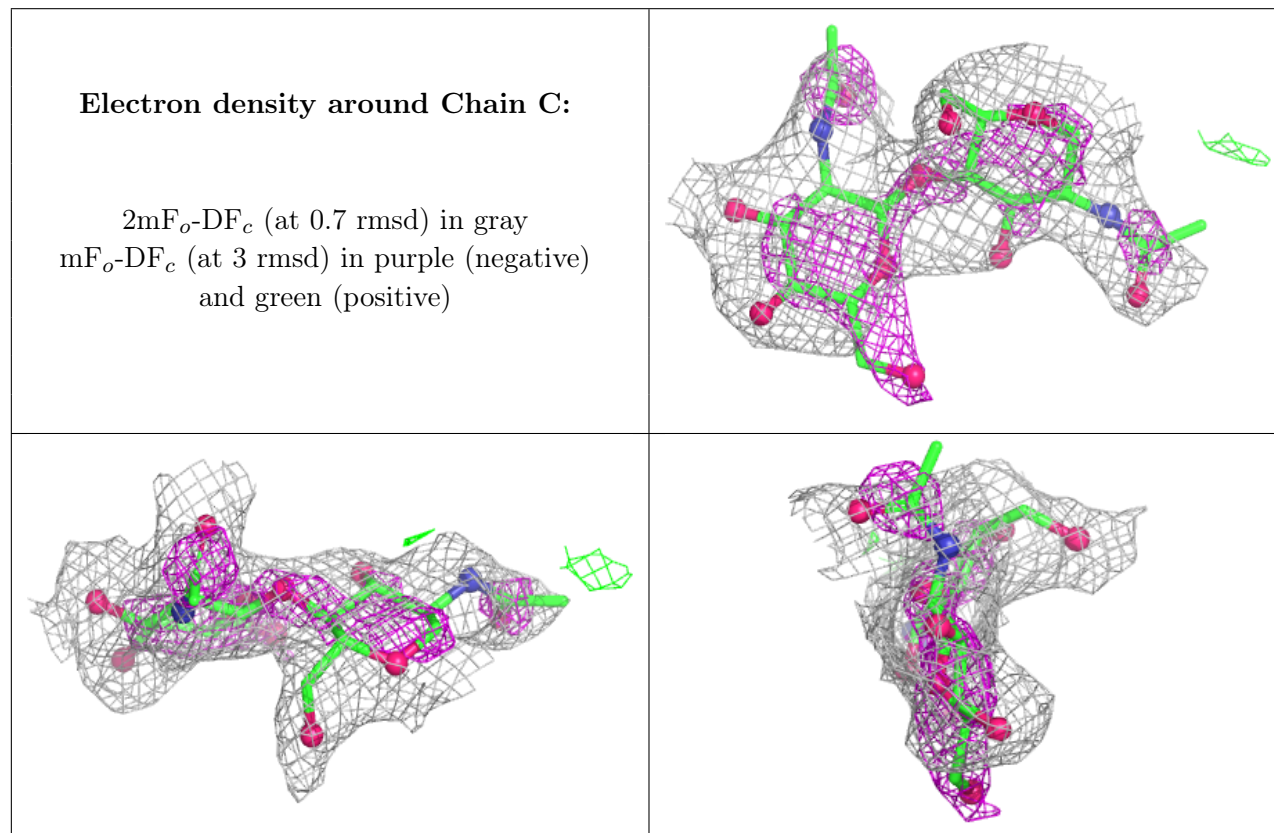 Electron density around Chain C:
2mFo-DFc (at 0.7 rmsd) in gray
mFo-DFc (at 3 rmsd) in purple (negative)
and green (positive)